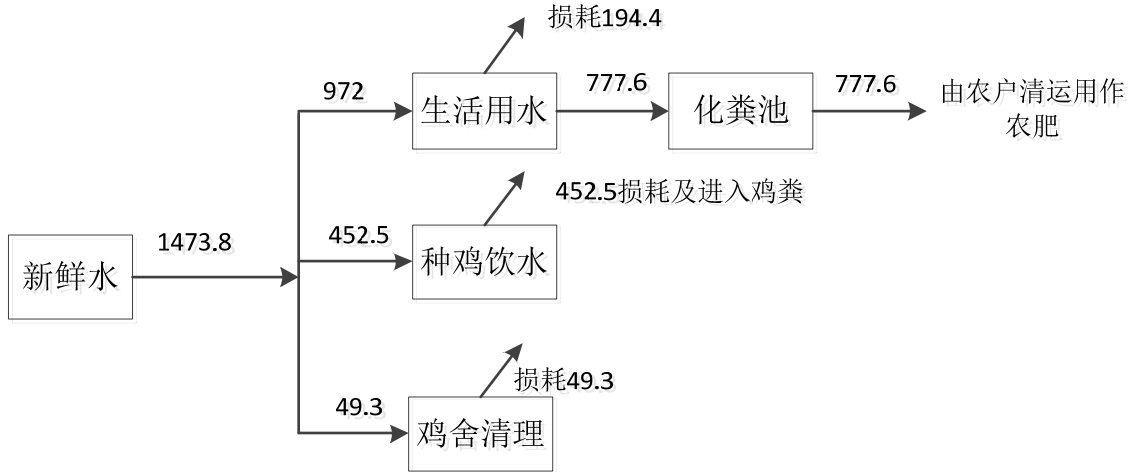 损耗194.4
972
生活用水
777.6
化粪池
777.6
由农户清运用作
农肥
452.5损耗及进入鸡粪
新鲜水
1473.8
452.5
种鸡饮水
损耗49.3
49.3
鸡舍清理